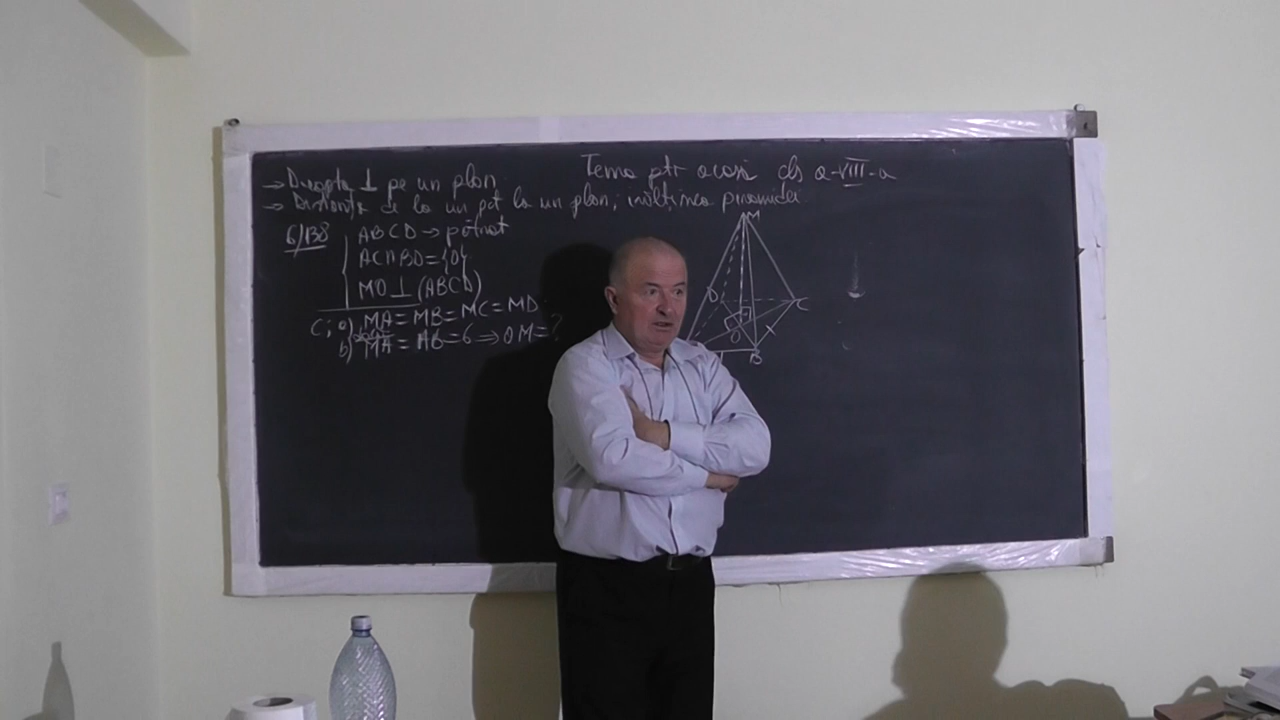 Tema ptr acasă cls a-VIII-a
→ Dreapta ⊥ pe un plan
→ Distanța de la un pct la un plan; înălțimea piramidei
6/138
ABCD → pătrat
AC∩BD={O}
MO⊥(ABCD)
C; a) MA=MB=MC=MD
b) MA = AB=6 ⇒ OM=?
M
D
C
O
B